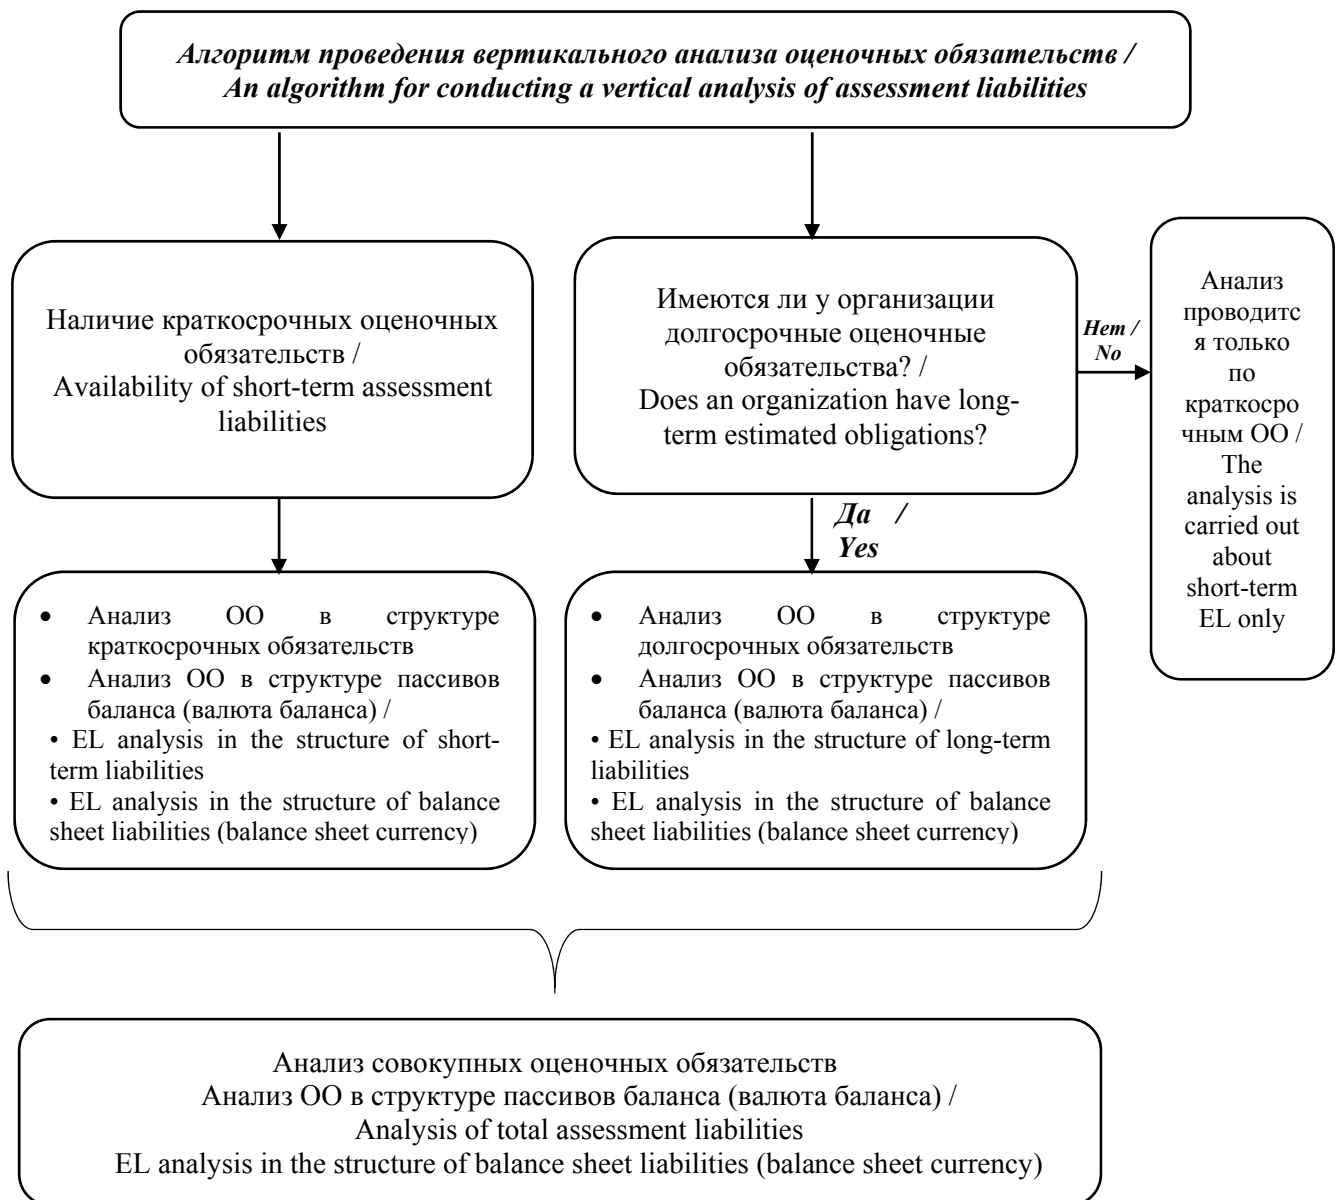 Алгоритм проведения вертикального анализа оценочных обязательств /
An algorithm for conducting a vertical analysis of assessment liabilities
Наличие краткосрочных оценочных
обязательств /
Availability of short-term assessment
liabilities
Имеются ли у организации
долгосрочные оценочные
обязательства? /
Does an organization have long-
term estimated obligations?
Нет /
No
Анализ
проводитс
я только
по
краткосро
чным ОО /
The
analysis is
carried out
about
short-term
EL only
Да /
Yes
• Анализ ОО в структуре
краткосрочных обязательств
• Анализ ОО в структуре пассивов
баланса (валюта баланса) /
• EL analysis in the structure of short-
term liabilities
• EL analysis in the structure of balance
sheet liabilities (balance sheet currency)
• Анализ ОО в структуре
долгосрочных обязательств
• Анализ ОО в структуре пассивов
баланса (валюта баланса) /
• EL analysis in the structure of long-term
liabilities
• EL analysis in the structure of balance
sheet liabilities (balance sheet currency)
Анализ совокупных оценочных обязательств
Анализ ОО в структуре пассивов баланса (валюта баланса) /
Analysis of total assessment liabilities
EL analysis in the structure of balance sheet liabilities (balance sheet currency)